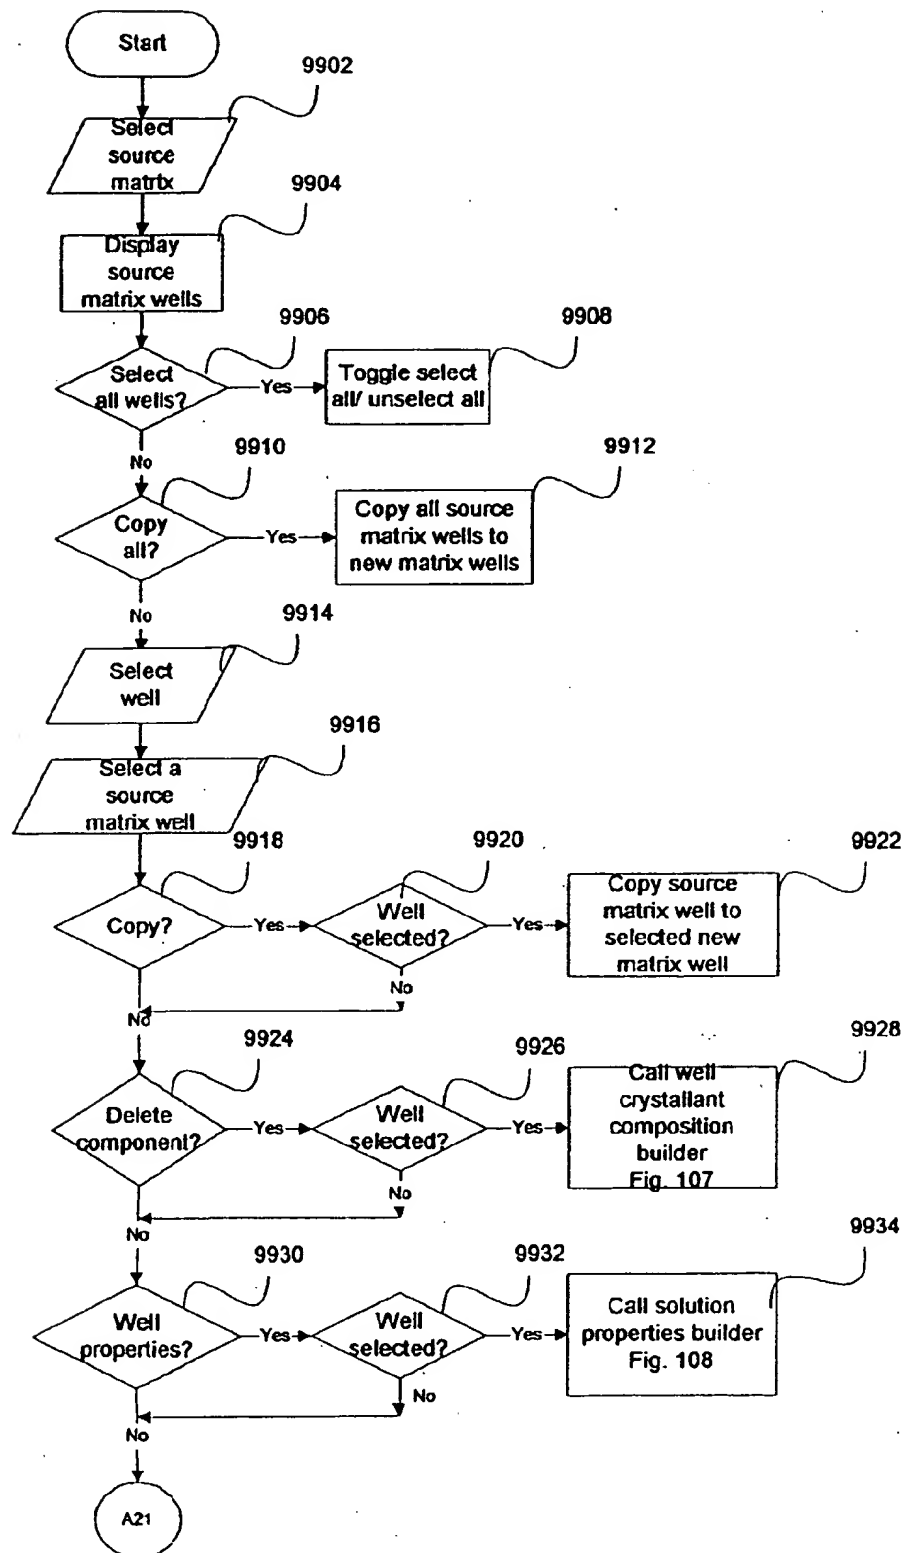 Start
9902
Select
source
matrix
9904
Display
source
matrix wells
9906
Select
all wells?
Yes
9908
Toggle select
all/ unselect all
No
9910
Copy
all?
Yes
9912
Copy all source
matrix wells to
new matrix wells
No
9914
Select
well
9916
Select a
source
matrix well
9918
Copy?
Yes
9920
Well
selected?
Yes
9922
Copy source
matrix well to
selected new
matrix well
No
No
9924
Delete
component?
Yes
9926
Well
selected?
Yes
9928
Call well
crystallant
composition
builder
Fig. 107
No
No
9930
Well
properties?
Yes
9932
Well
selected?
Yes
9934
Call solution
properties builder
Fig. 108
No
No
A21